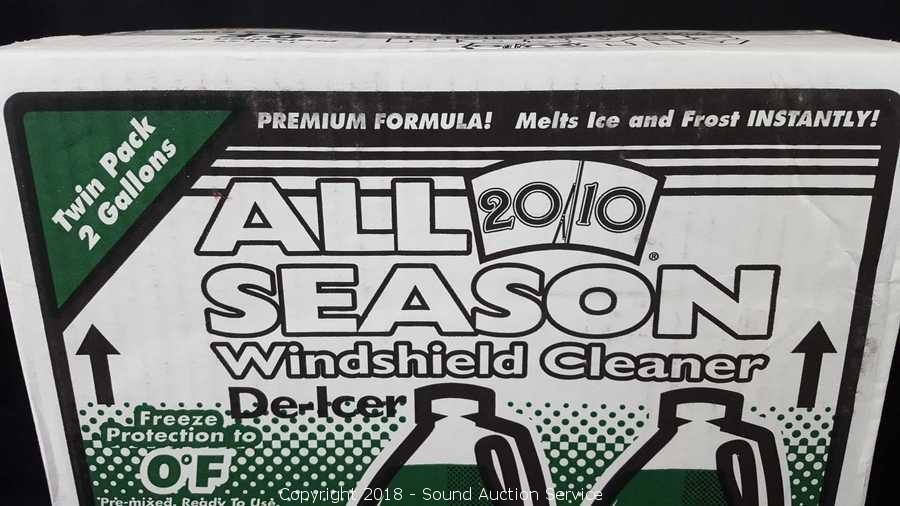 Twin Pack
2 Gallons
PREMIUM FORMULA! Melts Ice and Frost INSTANTLY!
ALL 20/10
SEASON®
Windshield Cleaner
De-Icer
Freeze
Protection to
0°F
Pre-mixed, Ready To Use.
Copyright 2018 - Sound Auction Service